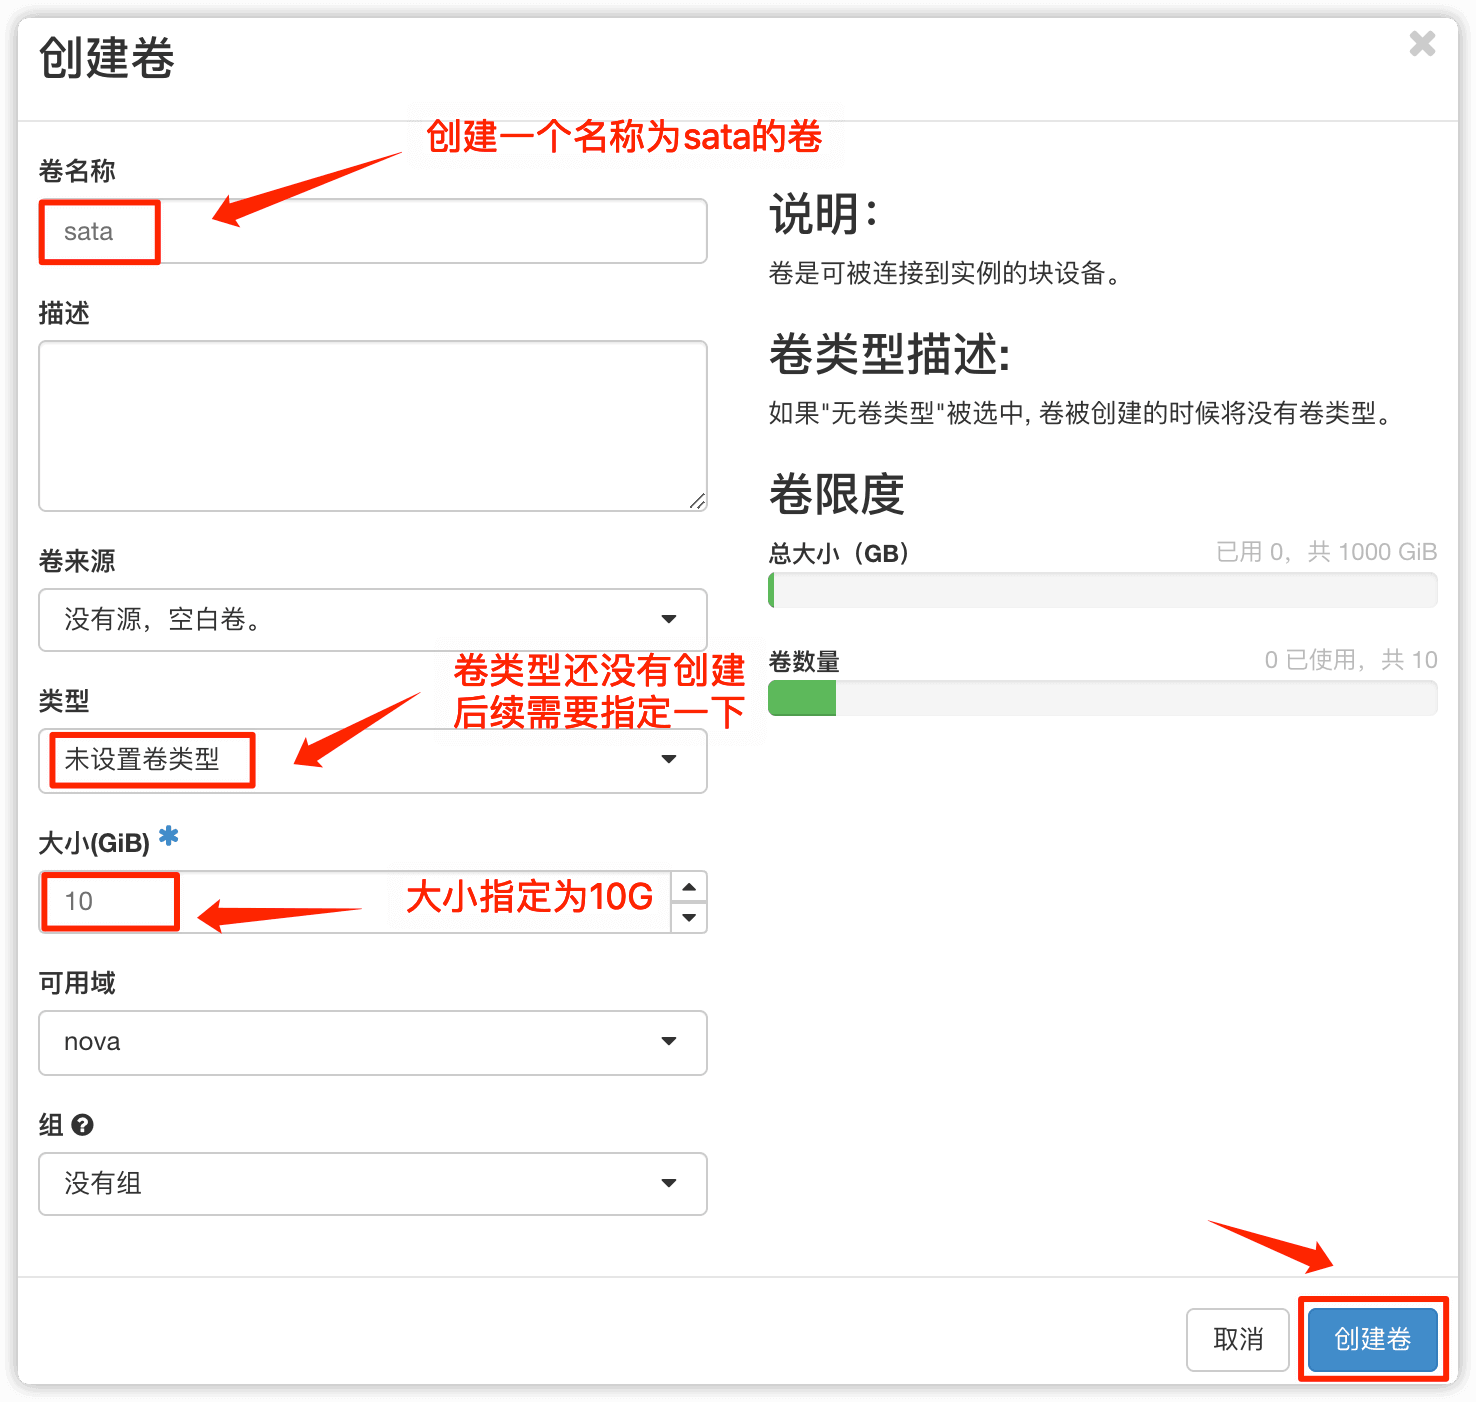 创建卷
创建一个名称为sata的卷
卷名称
sata
描述
卷来源
没有源，空白卷。
卷类型还没有创建
后续需要指定一下
类型
未设置卷类型
大小(GiB) *
10
大小指定为10G
可用域
nova
组
没有组
说明：
卷是可被连接到实例的块设备。
卷类型描述:
如果"无卷类型"被选中, 卷被创建的时候将没有卷类型。
卷限度
总大小（GB） 已用 0，共 1000 GiB
卷数量 0 已使用，共 10
取消 创建卷